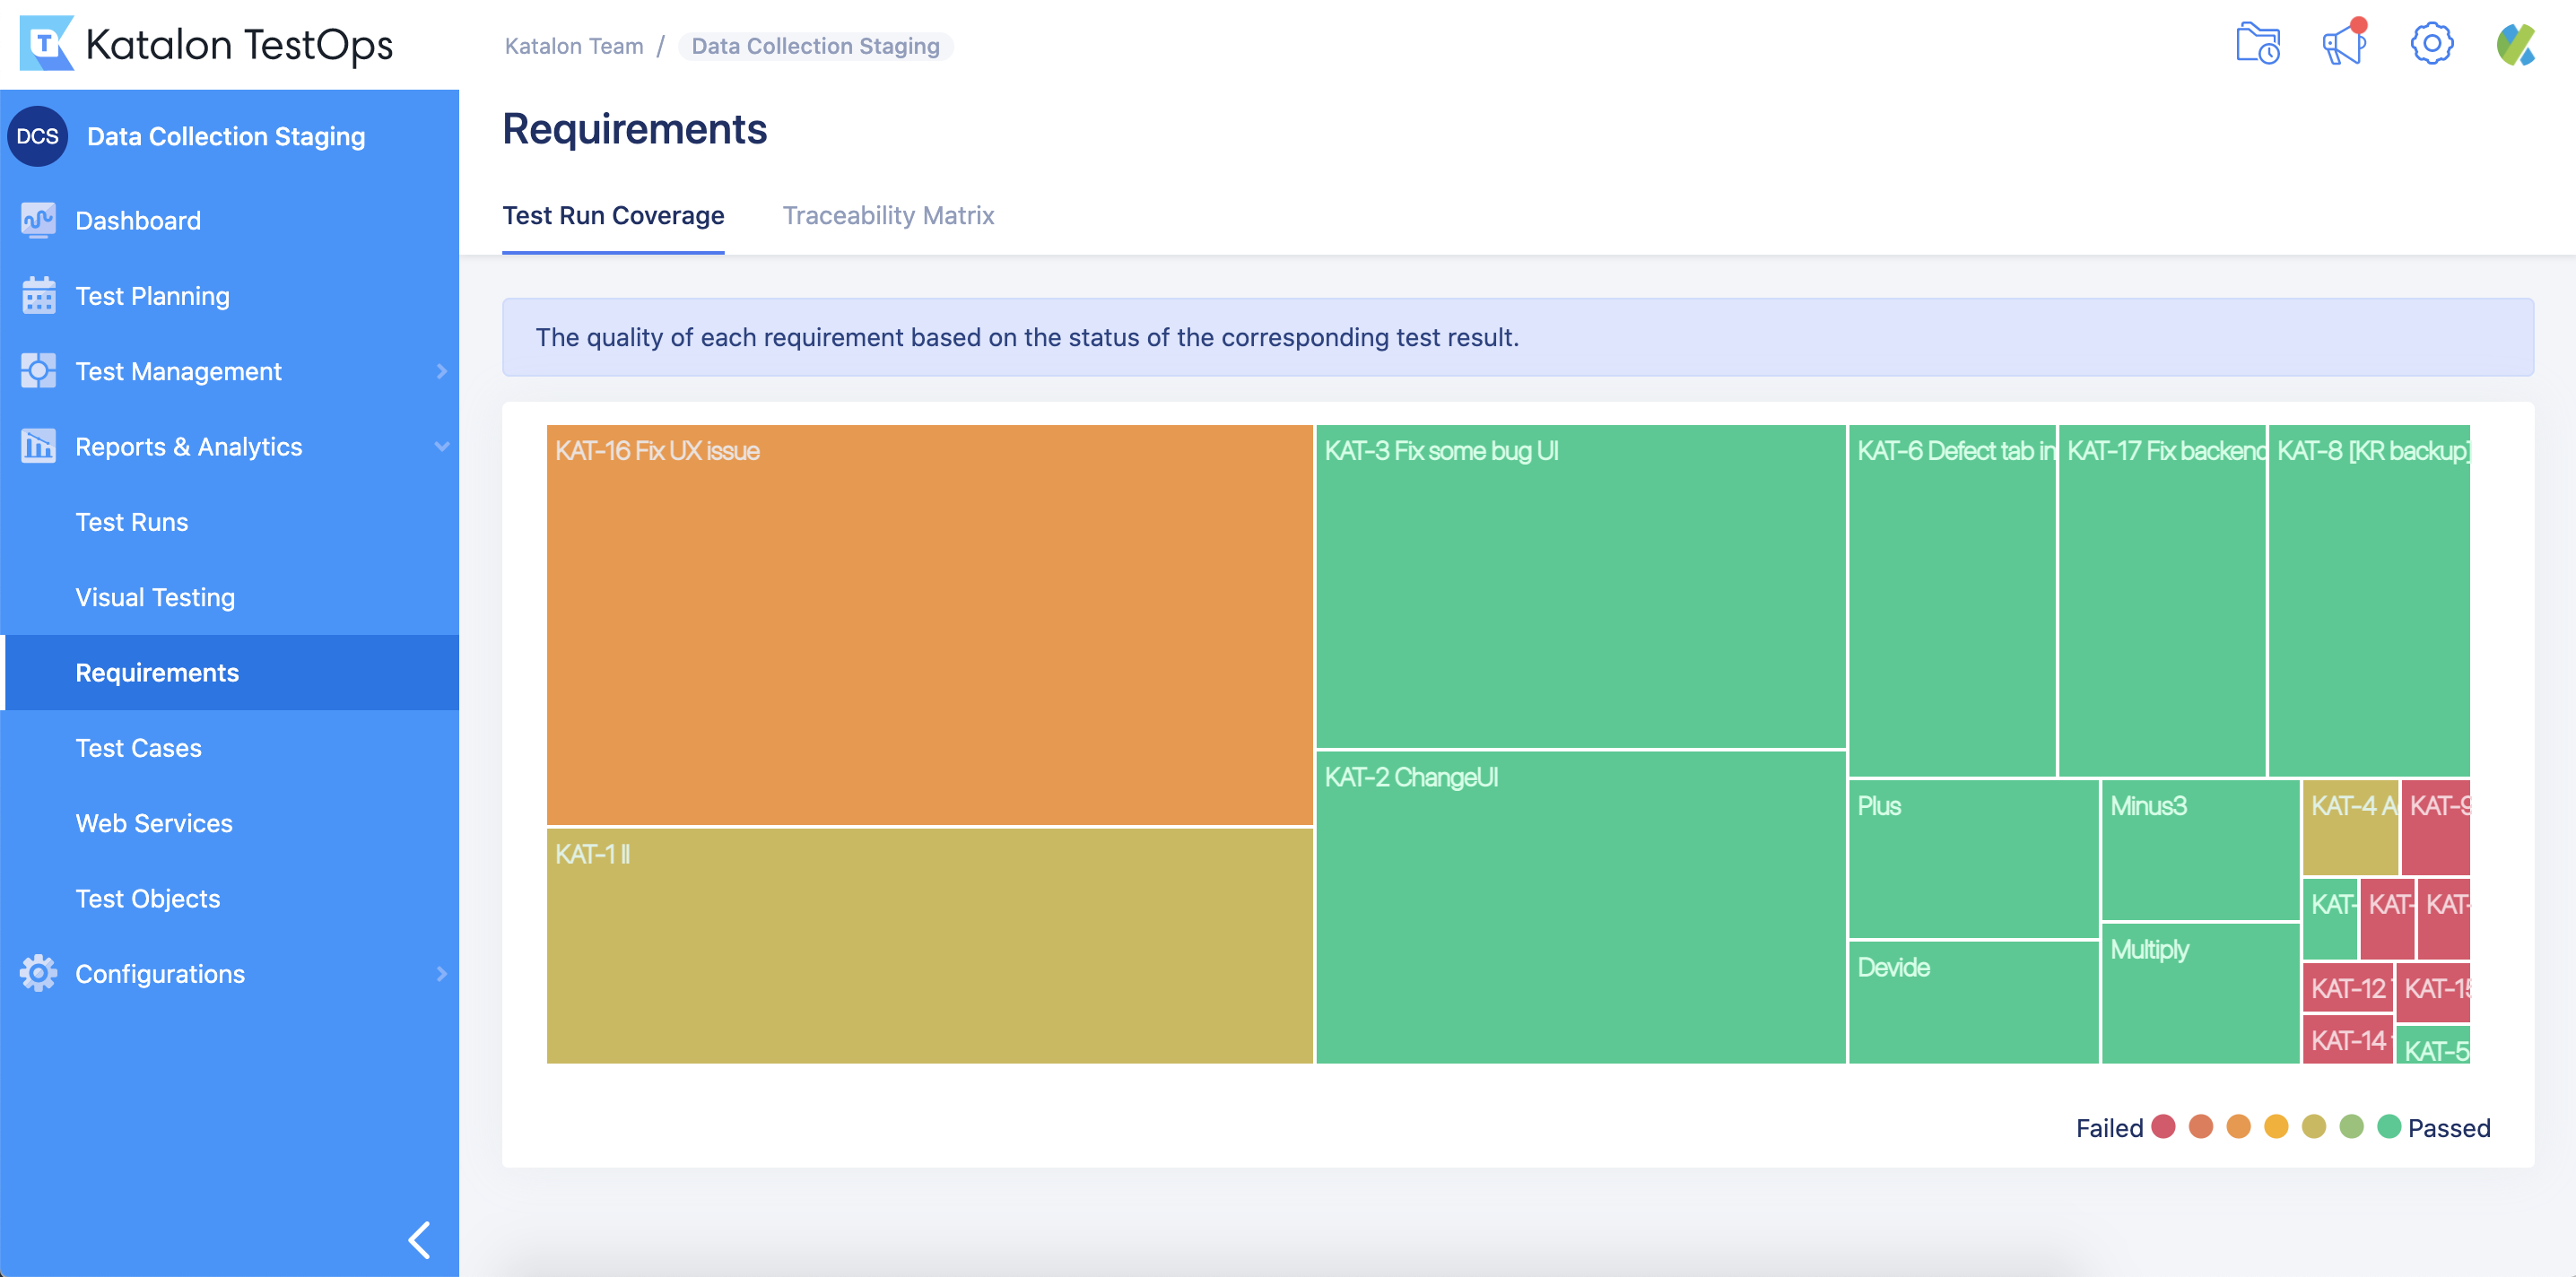 Katalon TestOps
Katalon Team / Data Collection Staging
DCS Data Collection Staging
Dashboard
Test Planning
Test Management
Reports & Analytics
Test Runs
Visual Testing
Requirements
Test Cases
Web Services
Test Objects
Configurations
Requirements
Test Run Coverage
Traceability Matrix
The quality of each requirement based on the status of the corresponding test result.
KAT-16 Fix UX issue
KAT-1 II
KAT-3 Fix some bug UI
KAT-2 ChangeUI
KAT-6 Defect tab in
KAT-17 Fix backend
KAT-8 [KR backup]
Plus
Devide
Minus3
Multiply
KAT-4 A
KAT-9
KAT-
KAT-
KAT-
KAT-12
KAT-15
KAT-14
KAT-5
Failed
Passed